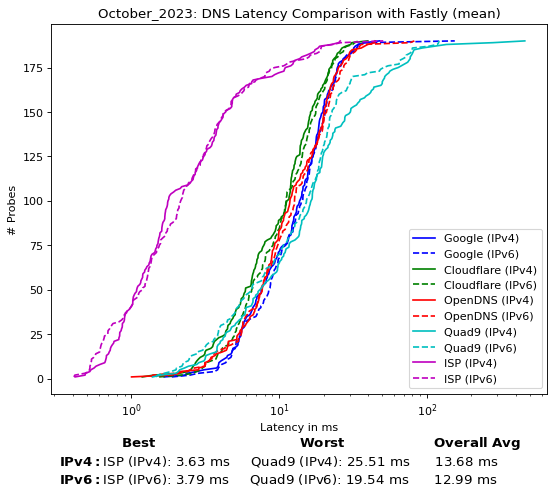 October_2023: DNS Latency Comparison with Fastly (mean)
# Probes
175
150
125
100
75
50
25
0
Google (IPv4)
Google (IPv6)
Cloudflare (IPv4)
Cloudflare (IPv6)
OpenDNS (IPv4)
OpenDNS (IPv6)
Quad9 (IPv4)
Quad9 (IPv6)
ISP (IPv4)
ISP (IPv6)
10⁰ 10¹ 10²
Latency in ms
Best Worst Overall Avg
IPv4: ISP (IPv4): 3.63 ms Quad9 (IPv4): 25.51 ms 13.68 ms
IPv6: ISP (IPv6): 3.79 ms Quad9 (IPv6): 19.54 ms 12.99 ms